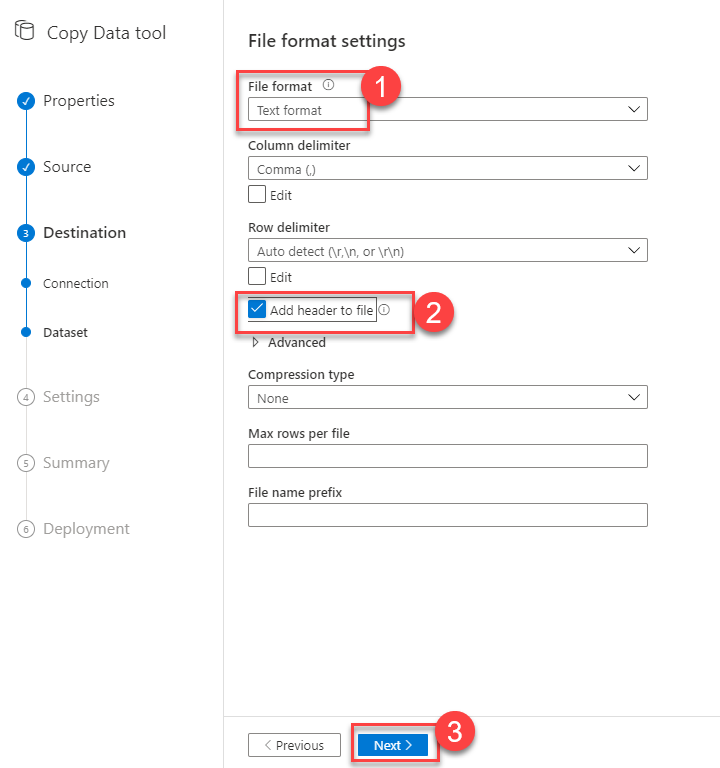 Copy Data tool
Properties
Source
3 Destination
Connection
Dataset
4 Settings
5 Summary
6 Deployment
File format settings
File format
1
Text format
Column delimiter
Comma (,)
Edit
Row delimiter
Auto detect (\r,\n, or \r\n)
Edit
Add header to file
2
Advanced
Compression type
None
Max rows per file
File name prefix
< Previous
Next >
3